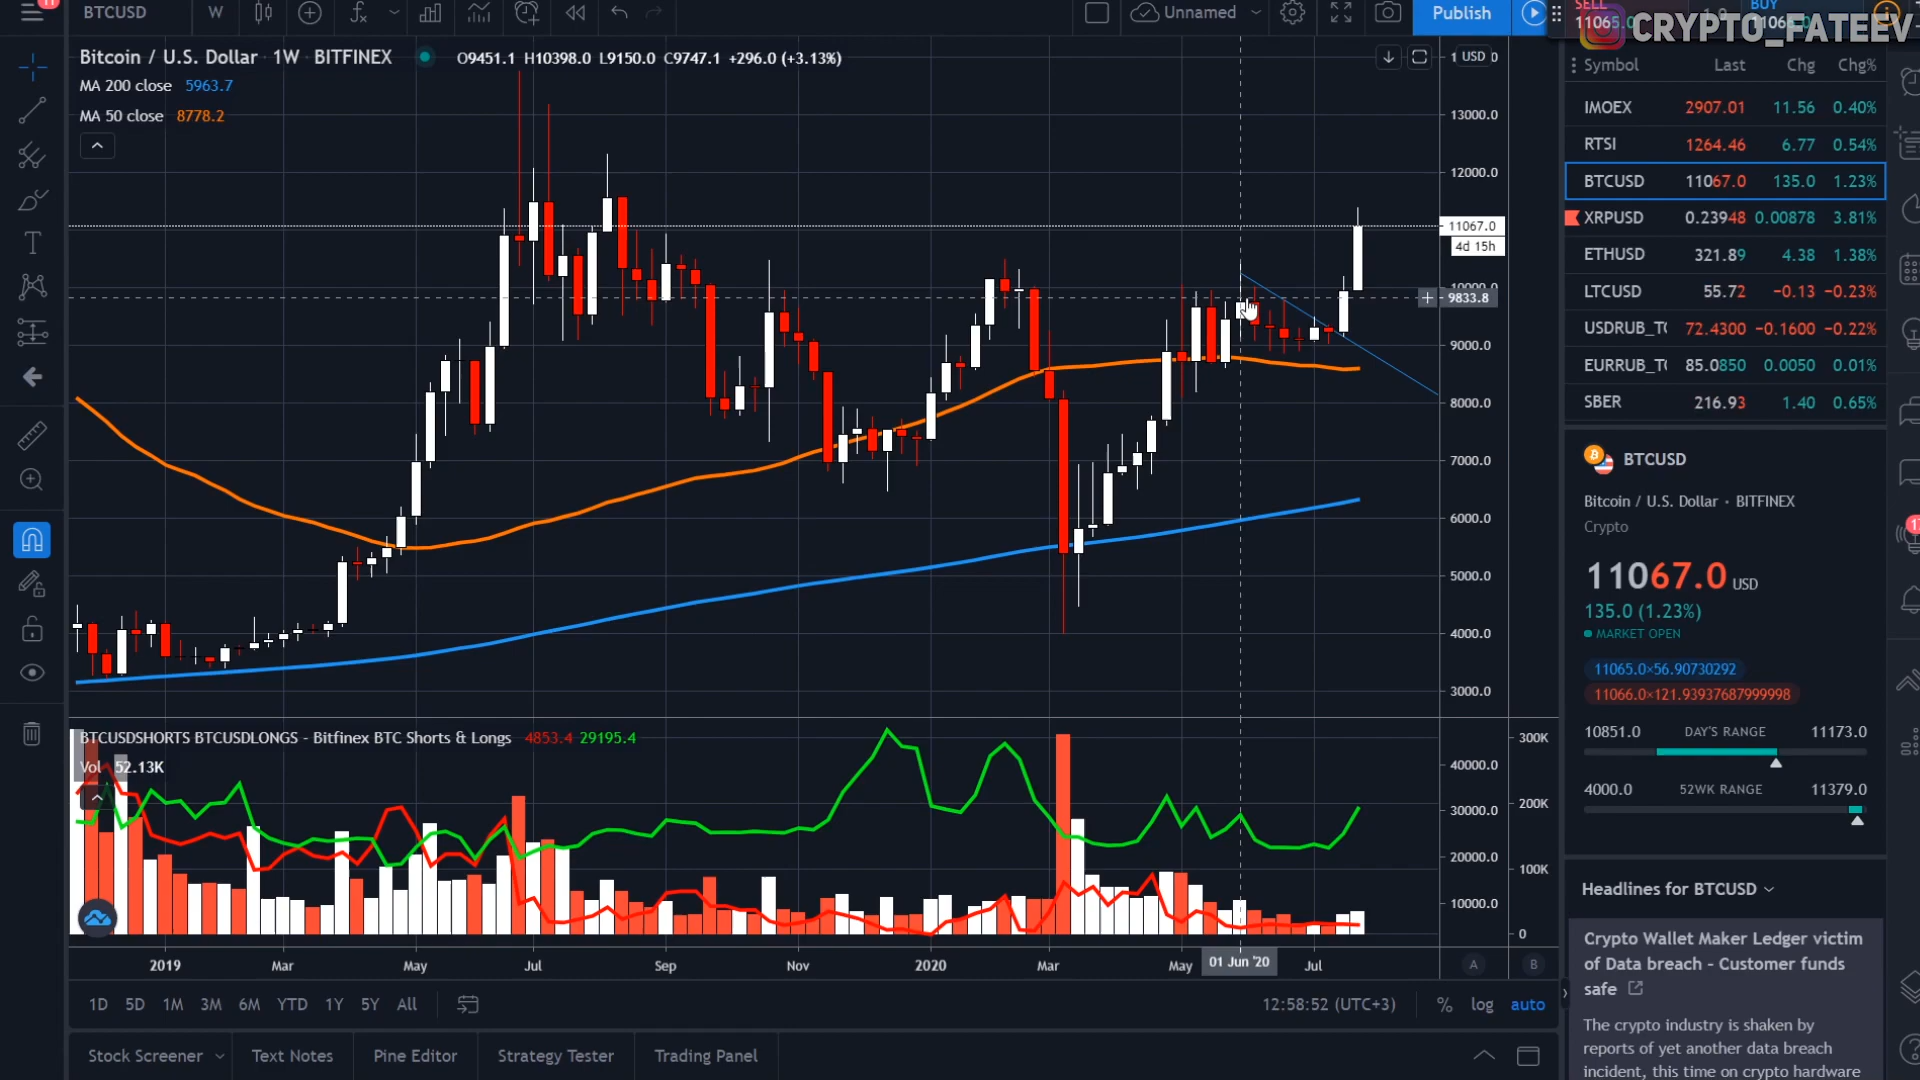 11
BTCUSD
W
Unnamed
Publish
SELL
BUY
CRYPTO_FATEEV
Bitcoin / U.S. Dollar · 1W · BITFINEX
O9451.1 H10398.0 L9150.0 C9747.1 +296.0 (+3.13%)
MA 200 close 5963.7
MA 50 close 8778.2
USD
13000.0
12000.0
11067.0
4d 15h
9833.8
9000.0
8000.0
7000.0
6000.0
5000.0
4000.0
3000.0
BTCUSDSHORTS BTCUSDLONGS - Bitfinex BTC Shorts & Longs 4853.4 29195.4
Vol 52.13K
300K
40000.0
30000.0
200K
20000.0
100K
10000.0
0
2019 Mar May Jul Sep Nov 2020 Mar May 01 Jun '20 Jul
A B
1D 5D 1M 3M 6M YTD 1Y 5Y All
12:58:52 (UTC+3) % log auto
Stock Screener Text Notes Pine Editor Strategy Tester Trading Panel
Symbol Last Chg Chg%
IMOEX 2907.01 11.56 0.40%
RTSI 1264.46 6.77 0.54%
BTCUSD 11067.0 135.0 1.23%
XRPUSD 0.23948 0.00878 3.81%
ETHUSD 321.89 4.38 1.38%
LTCUSD 55.72 −0.13 −0.23%
USDRUB_TO 72.4300 −0.1600 −0.22%
EURRUB_TO 85.0850 0.0050 0.01%
SBER 216.93 1.40 0.65%
BTCUSD
Bitcoin / U.S. Dollar · BITFINEX
Crypto
11067.0 USD
135.0 (1.23%)
MARKET OPEN
11065.0×56.90730292
11066.0×121.93937687999998
10851.0 DAY'S RANGE 11173.0
4000.0 52WK RANGE 11379.0
Headlines for BTCUSD
Crypto Wallet Maker Ledger victim
of Data breach - Customer funds
safe
The crypto industry is shaken by
reports of yet another data breach
incident, this time on crypto hardware